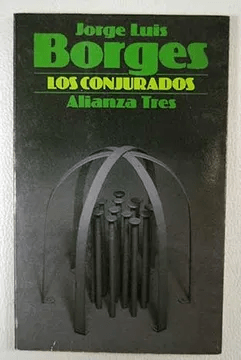 Jorge Luis
Borges
LOS CONJURADOS
Alianza Tres